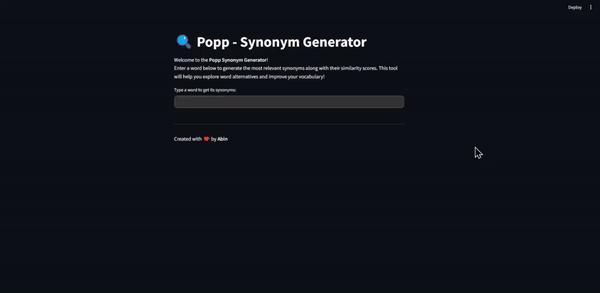 Deploy
Popp - Synonym Generator
Welcome to the Popp Synonym Generator!
Enter a word below to generate the most relevant synonyms along with their similarity scores. This tool
will help you explore word alternatives and improve your vocabulary!
Type a word to get its synonyms:
Created with ❤️ by Abin